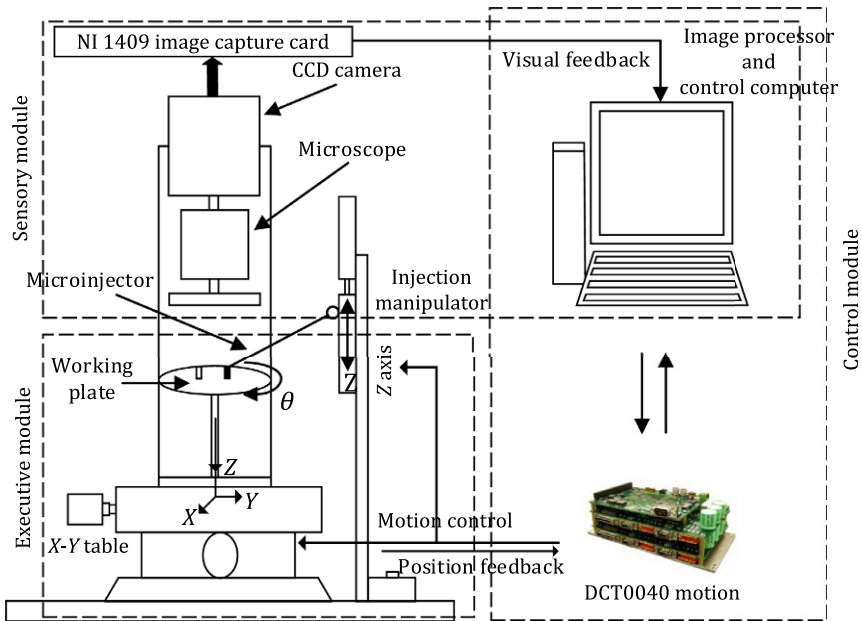 NI 1409 image capture card
CCD camera
Microscope
Sensory module
Visual feedback
Image processor
and
control computer
Microinjector
Injection
manipulator
Control module
Working
plate
θ
Z
Z axis
Executive module
Z
Y
X
X-Y table
Motion control
Position feedback
DCT0040 motion